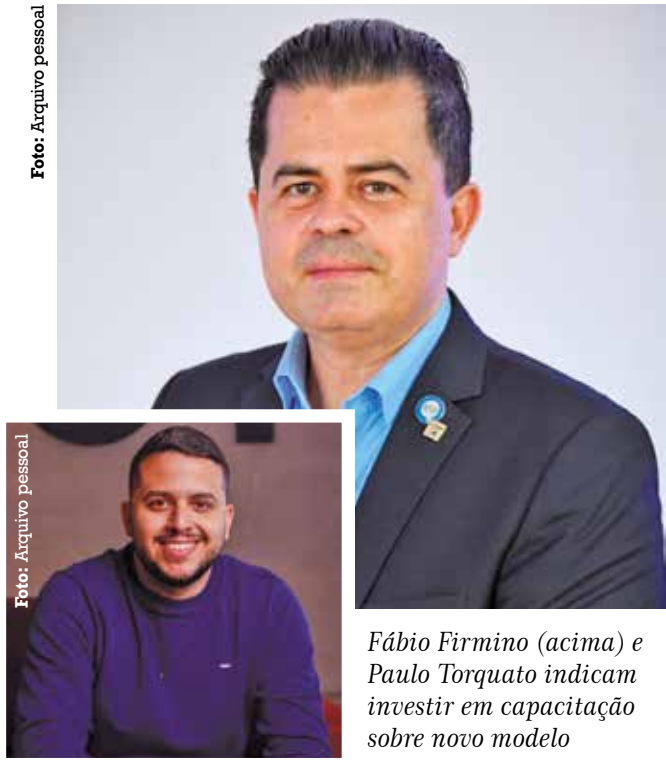 Foto: Arquivo pessoal
Foto: Arquivo pessoal
Fábio Firmino (acima) e
Paulo Torquato indicam
investir em capacitação
sobre novo modelo